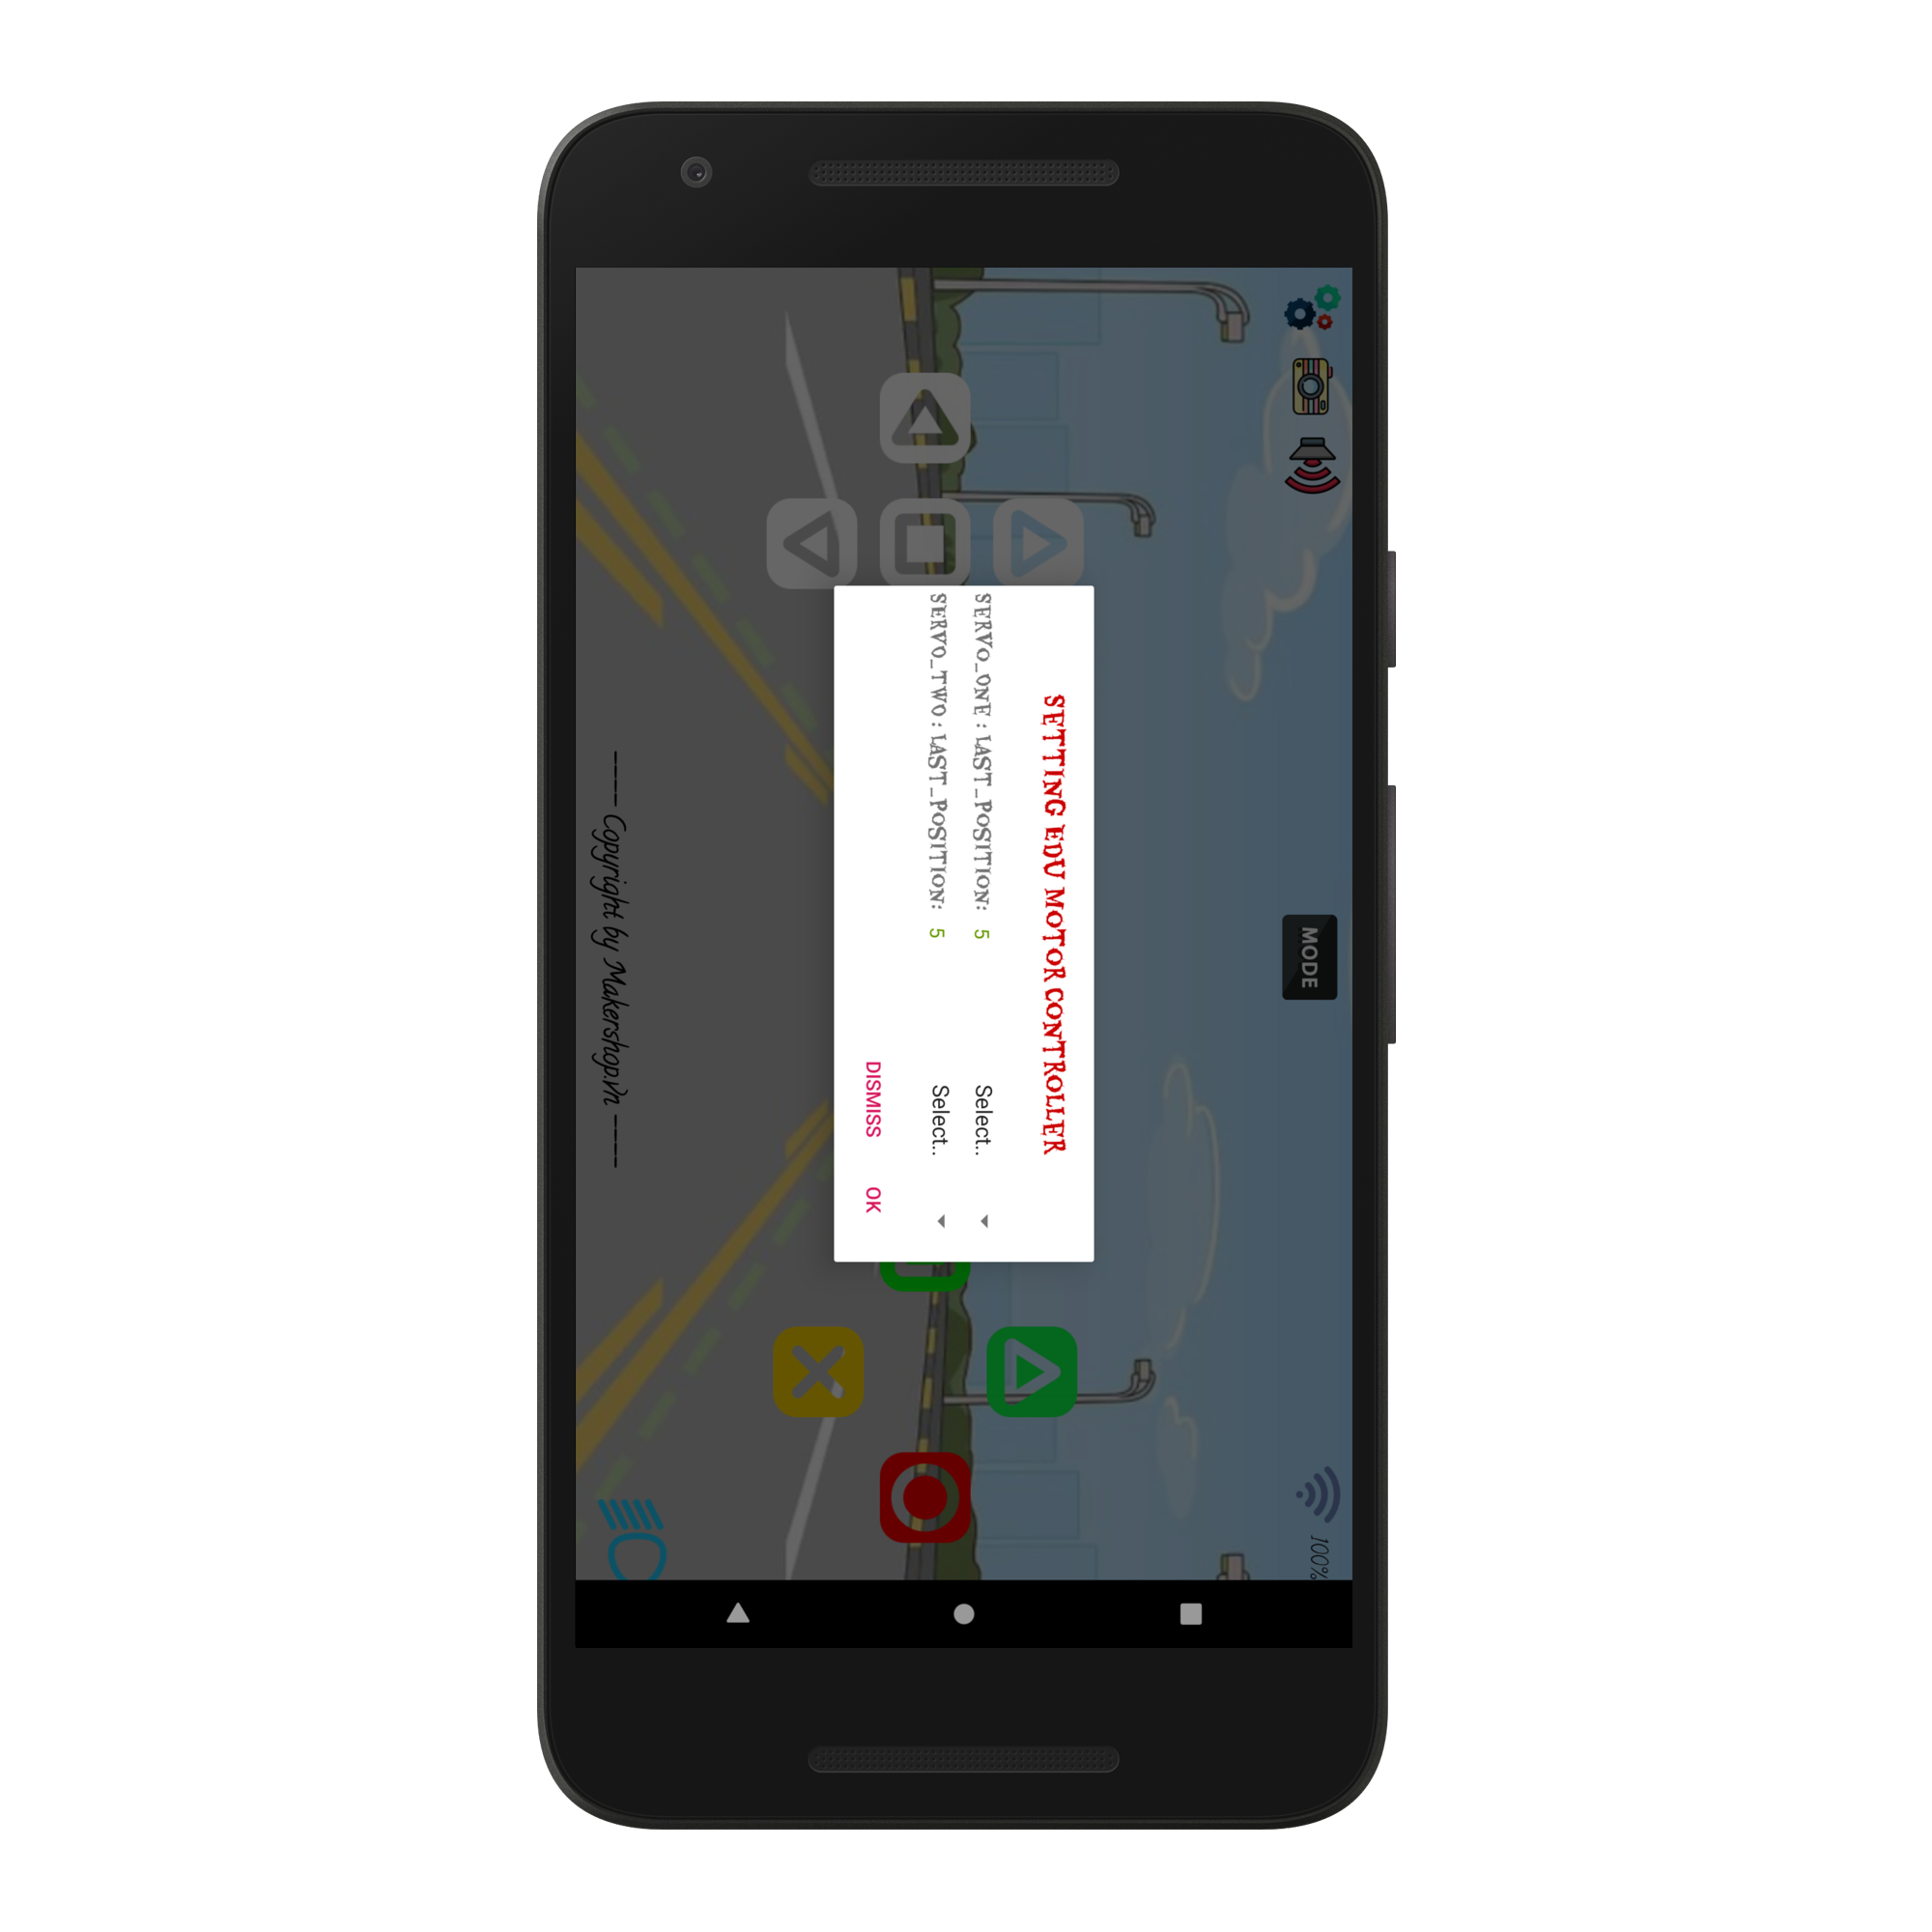 100%
MODE
SETTING EDU MOTOR CONTROLLER
SERVO_ONE : LAST_POSITION: 5 Select..
SERVO_TWO : LAST_POSITION: 5 Select..
DISMISS OK
---- Copyright by Makershop.Vn ----